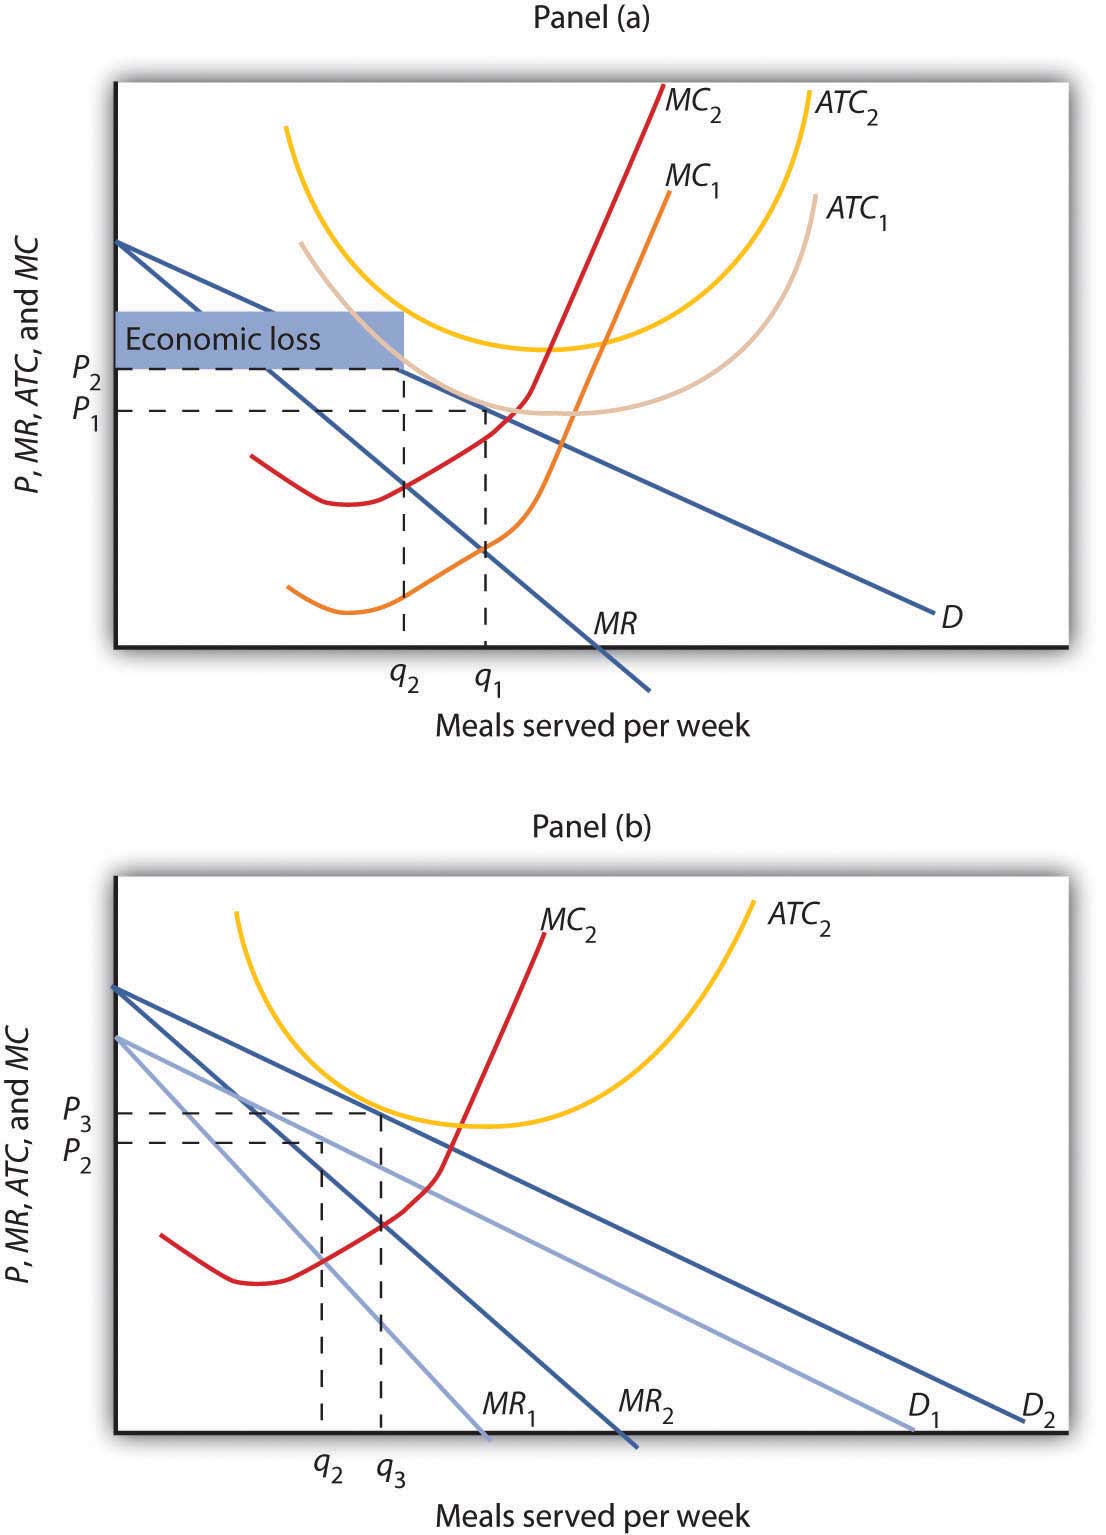 Panel (a)
MC₂
ATC₂
MC₁
ATC₁
P, MR, ATC, and MC
Economic loss
P₂
P₁
MR
D
q₂
q₁
Meals served per week
Panel (b)
MC₂
ATC₂
P, MR, ATC, and MC
P₃
P₂
MR₁
MR₂
D₁
D₂
q₂
q₃
Meals served per week